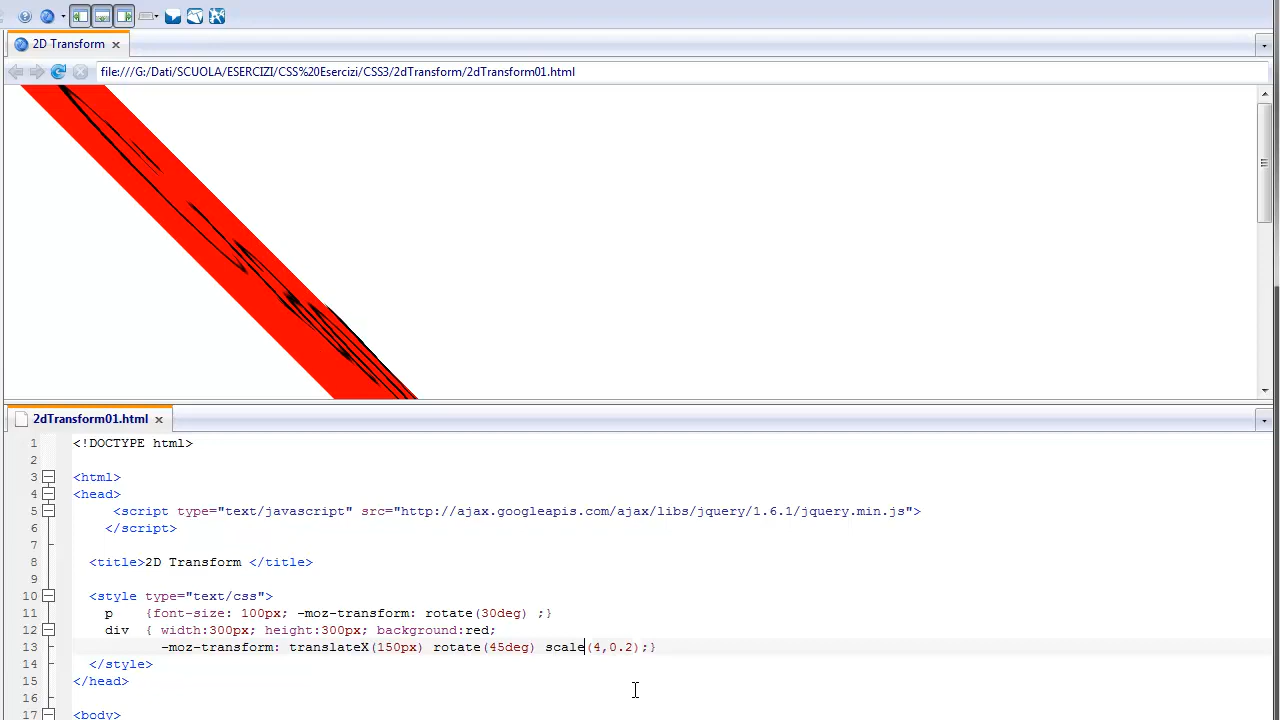 2D Transform
file:///G:/Dati/SCUOLA/ESERCIZI/CSS%20Esercizi/CSS3/2dTransform/2dTransform01.html
2dTransform01.html
1 <!DOCTYPE html>
2
3 <html>
4 <head>
5 <script type="text/javascript" src="http://ajax.googleapis.com/ajax/libs/jquery/1.6.1/jquery.min.js">
6 </script>
7
8 <title>2D Transform </title>
9
10 <style type="text/css">
11 p {font-size: 100px; -moz-transform: rotate(30deg) ;}
12 div { width:300px; height:300px; background:red;
13 -moz-transform: translateX(150px) rotate(45deg) scale(4,0.2);}
14 </style>
15 </head>
16
17 <body>